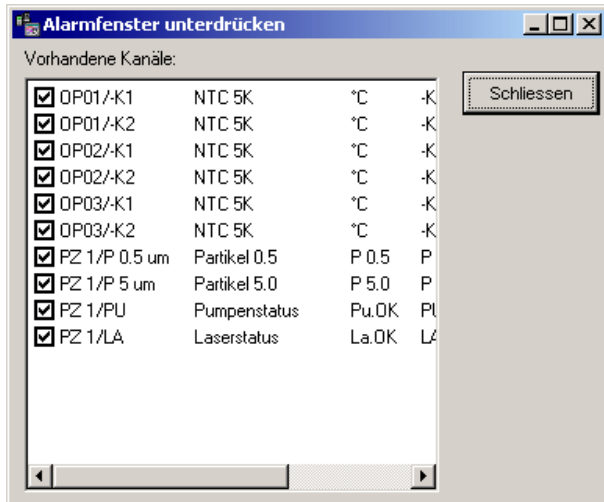 Alarmfenster unterdrücken
Vorhandene Kanäle:
OP01/-K1 NTC 5K °C -K
OP01/-K2 NTC 5K °C -K
OP02/-K1 NTC 5K °C -K
OP02/-K2 NTC 5K °C -K
OP03/-K1 NTC 5K °C -K
OP03/-K2 NTC 5K °C -K
PZ 1/P 0.5 um Partikel 0.5 P 0.5 P
PZ 1/P 5 um Partikel 5.0 P 5.0 P
PZ 1/PU Pumpenstatus Pu.OK PU
PZ 1/LA Laserstatus La.OK LA
Schliessen